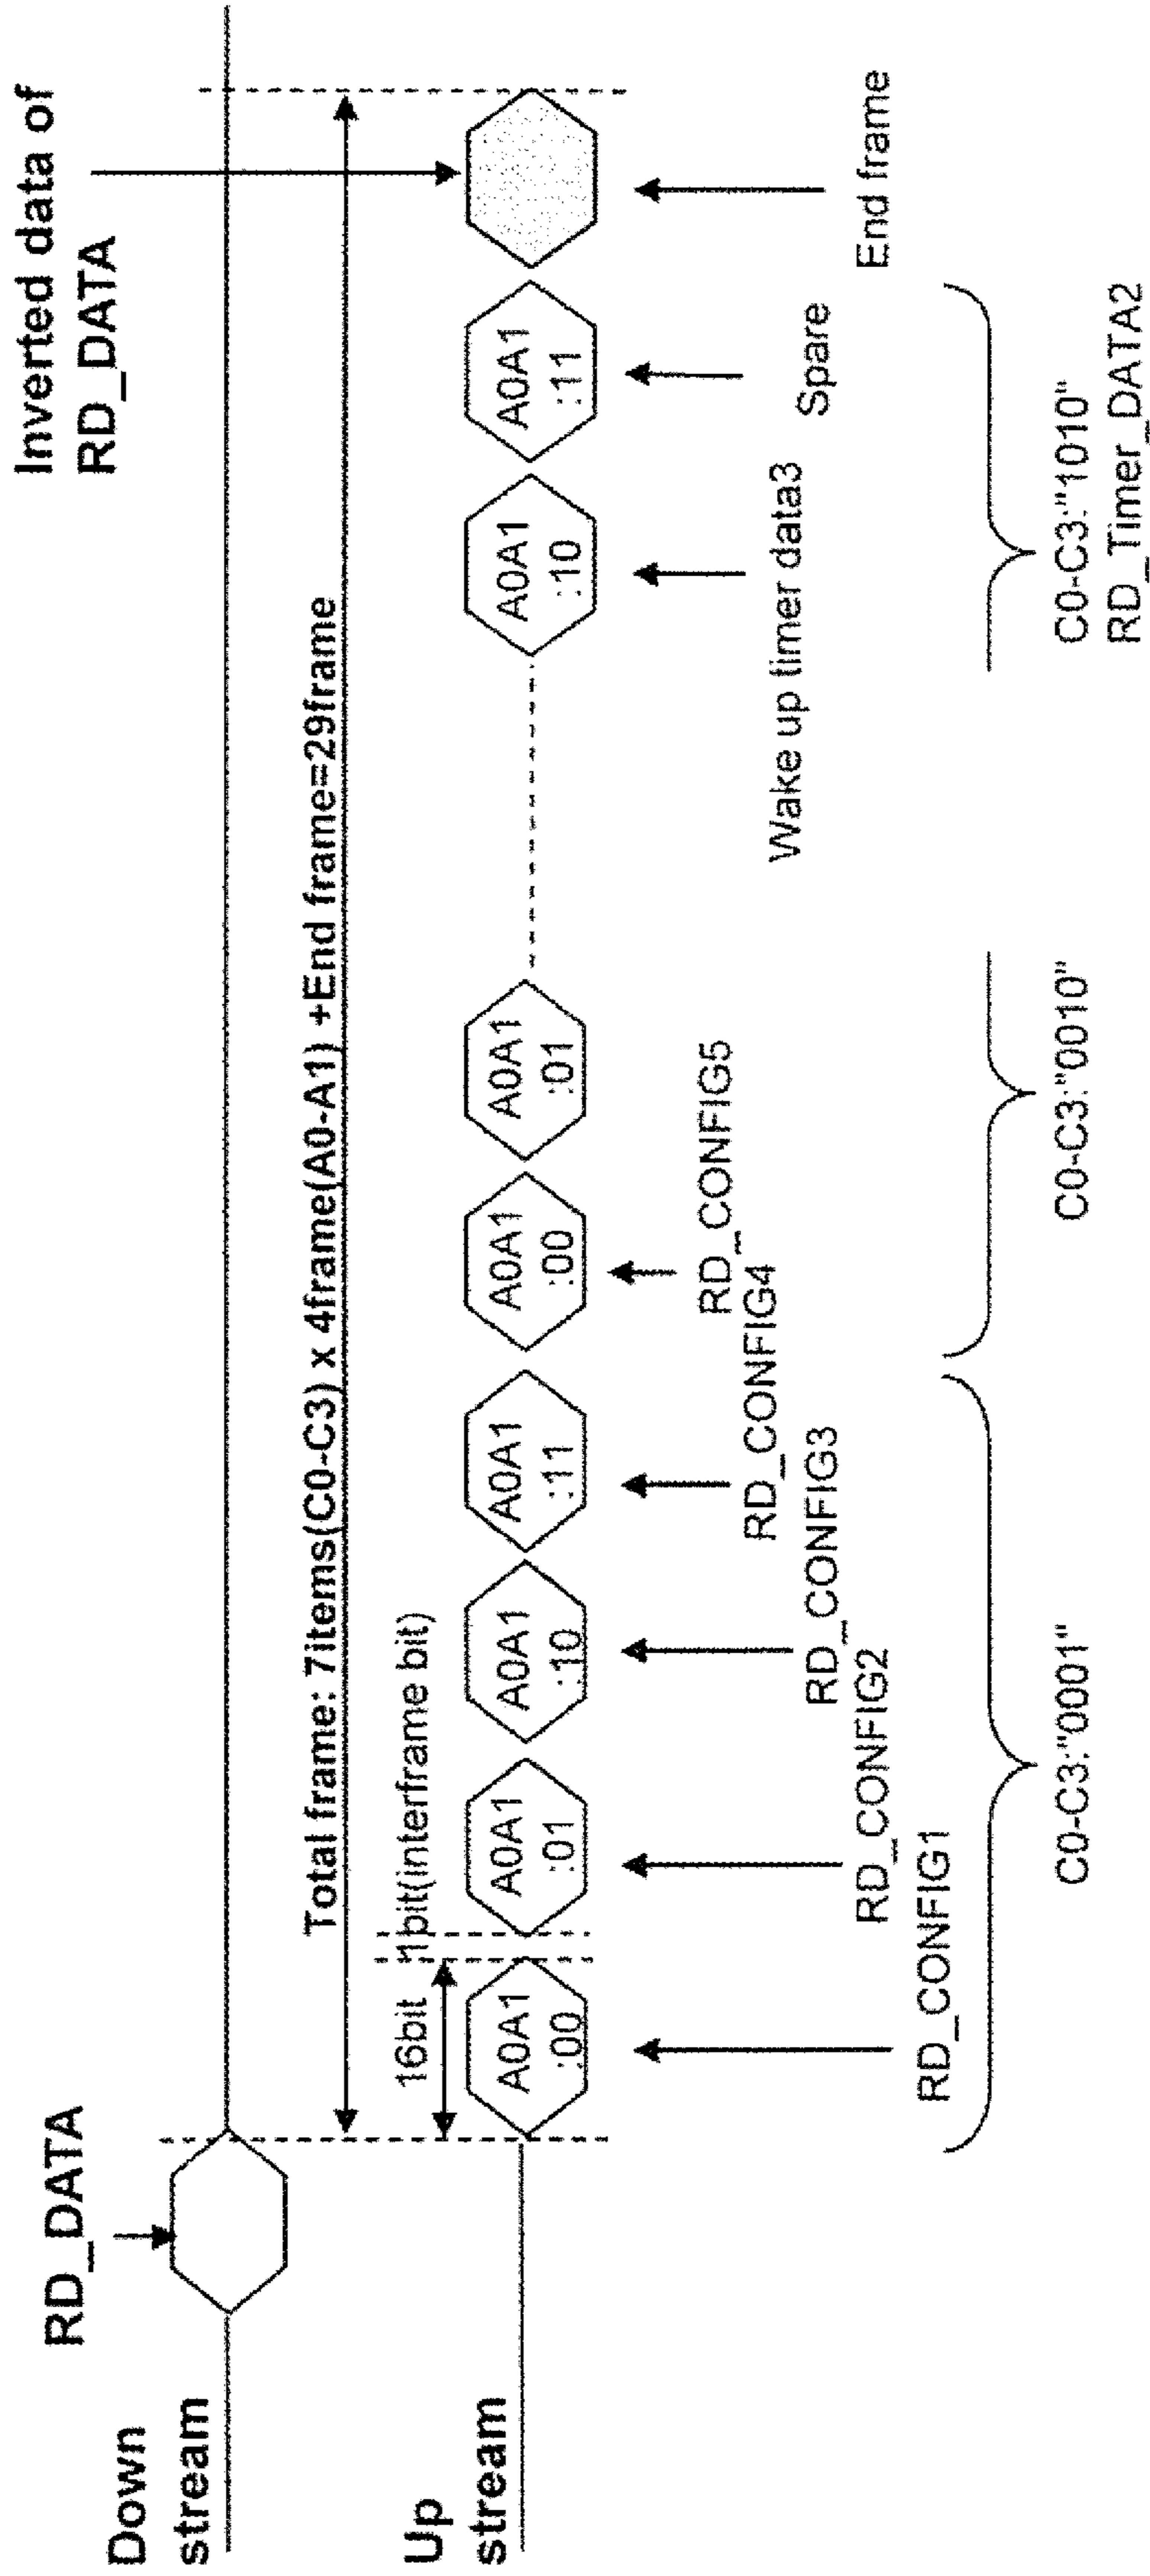 Inverted data of
RD_DATA
RD_DATA
Down
stream
Total frame: 7items(C0-C3) x 4frame(A0-A1) +End frame=29frame
16bit
1bit(interframe bit)
Up
stream
A0A1
:00
A0A1
:01
A0A1
:10
A0A1
:11
A0A1
:00
A0A1
:01
A0A1
:10
A0A1
:11
RD_CONFIG1
RD_CONFIG2
RD_CONFIG3
RD_CONFIG4
RD_CONFIG5
Wake up timer data3
Spare
End frame
C0-C3:"0001"
C0-C3:"0010"
C0-C3:"1010"
RD_Timer_DATA2